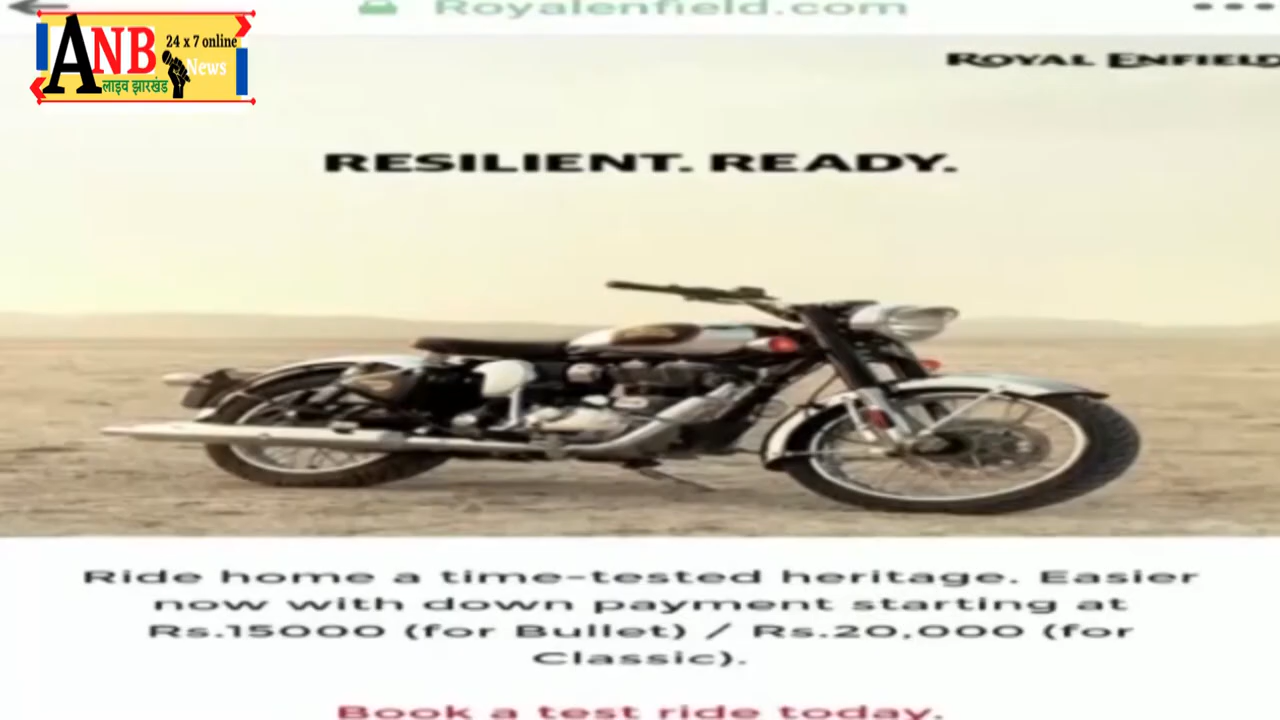 Royalenfield.com
ANB
24 x 7 online
News
लाइव झारखंड
ROYAL ENFIELD
RESILIENT. READY.
Ride home a time-tested heritage. Easier
now with down payment starting at
Rs.15000 (for Bullet) / Rs.20,000 (for
Classic).
Book a test ride today.